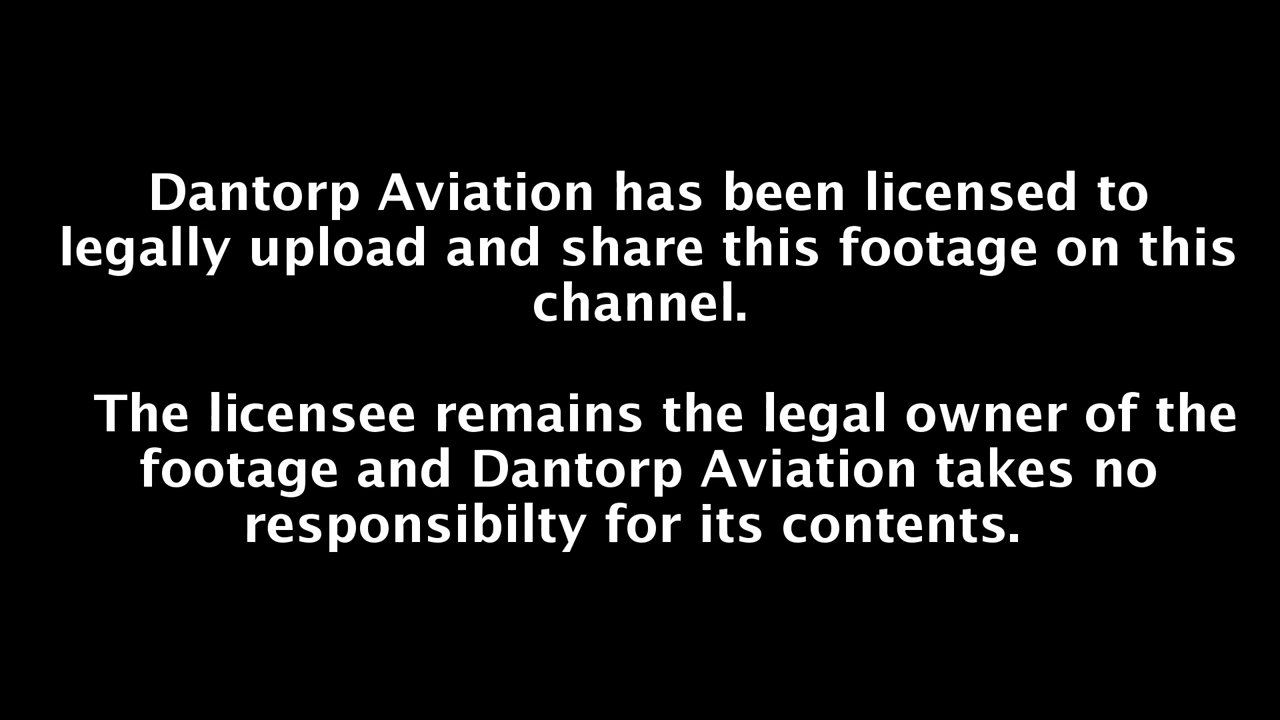 Dantorp Aviation has been licensed to
legally upload and share this footage on this
channel.
The licensee remains the legal owner of the
footage and Dantorp Aviation takes no
responsibilty for its contents.